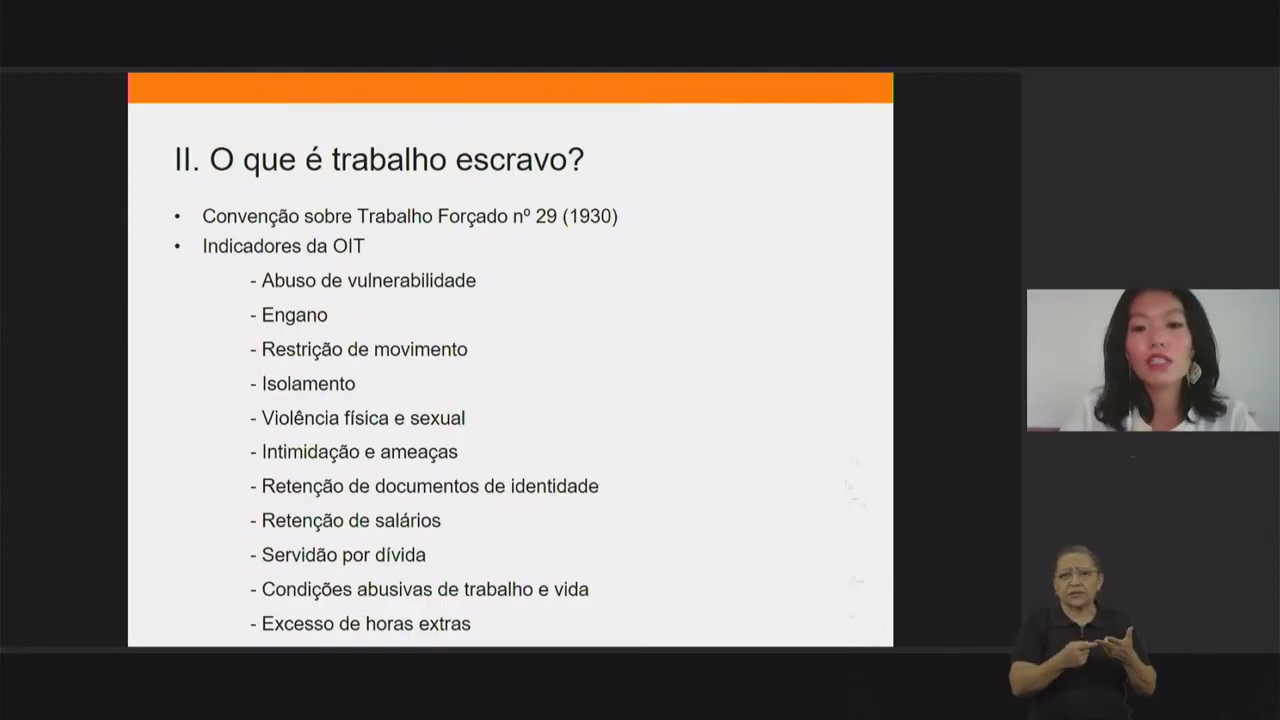 II. O que é trabalho escravo?
• Convenção sobre Trabalho Forçado nº 29 (1930)
• Indicadores da OIT
- Abuso de vulnerabilidade
- Engano
- Restrição de movimento
- Isolamento
- Violência física e sexual
- Intimidação e ameaças
- Retenção de documentos de identidade
- Retenção de salários
- Servidão por dívida
- Condições abusivas de trabalho e vida
- Excesso de horas extras